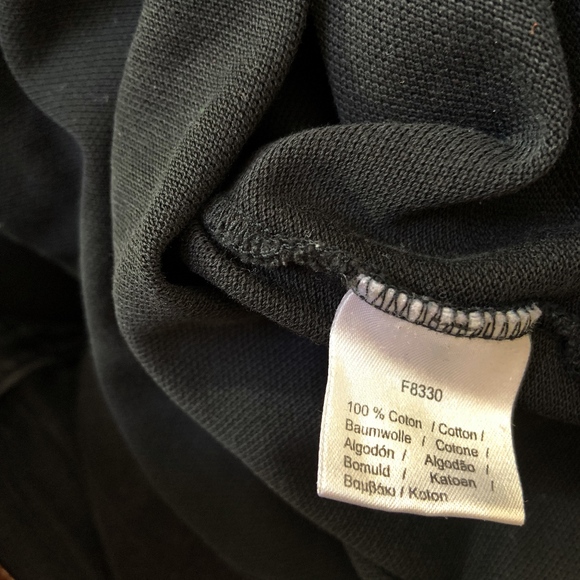 F8330
100 % Coton / Cotton /
Baumwolle / Cotone /
Algodón / Algodão /
Bomuld / Katoen /
Βαμβάκι / Koton